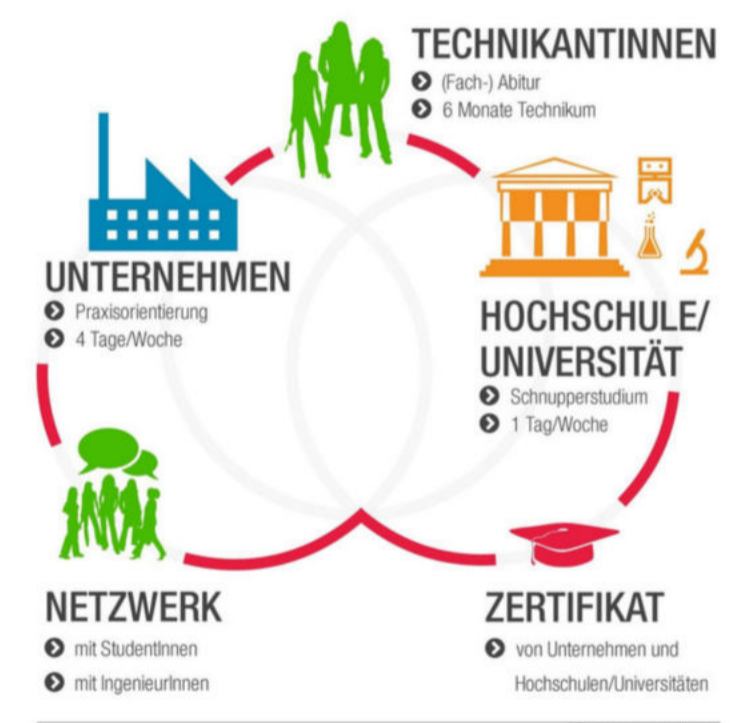 TECHNIKANTINNEN
(Fach-) Abitur
6 Monate Technikum
UNTERNEHMEN
Praxisorientierung
4 Tage/Woche
HOCHSCHULE/
UNIVERSITÄT
Schnupperstudium
1 Tag/Woche
NETZWERK
mit StudentInnen
mit IngenieurInnen
ZERTIFIKAT
von Unternehmen und
Hochschulen/Universitäten